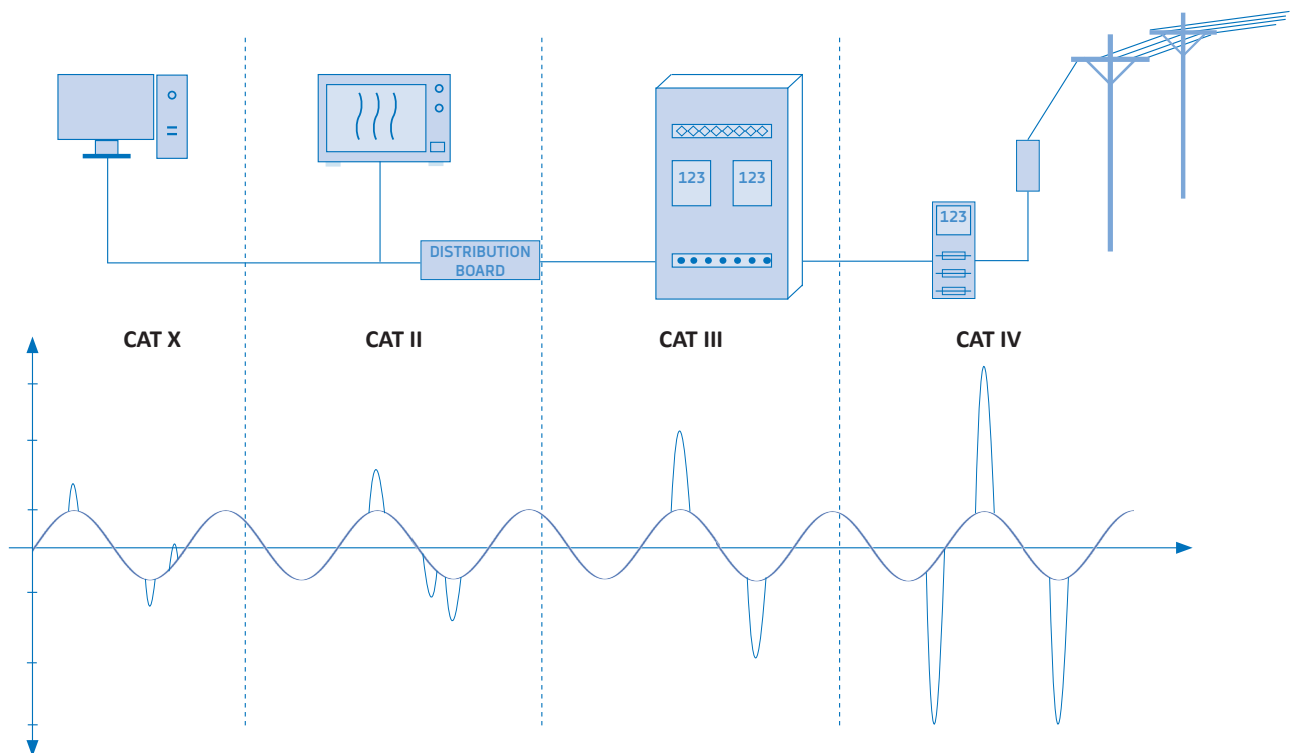 123
123
123
DISTRIBUTION
BOARD
CAT X
CAT II
CAT III
CAT IV